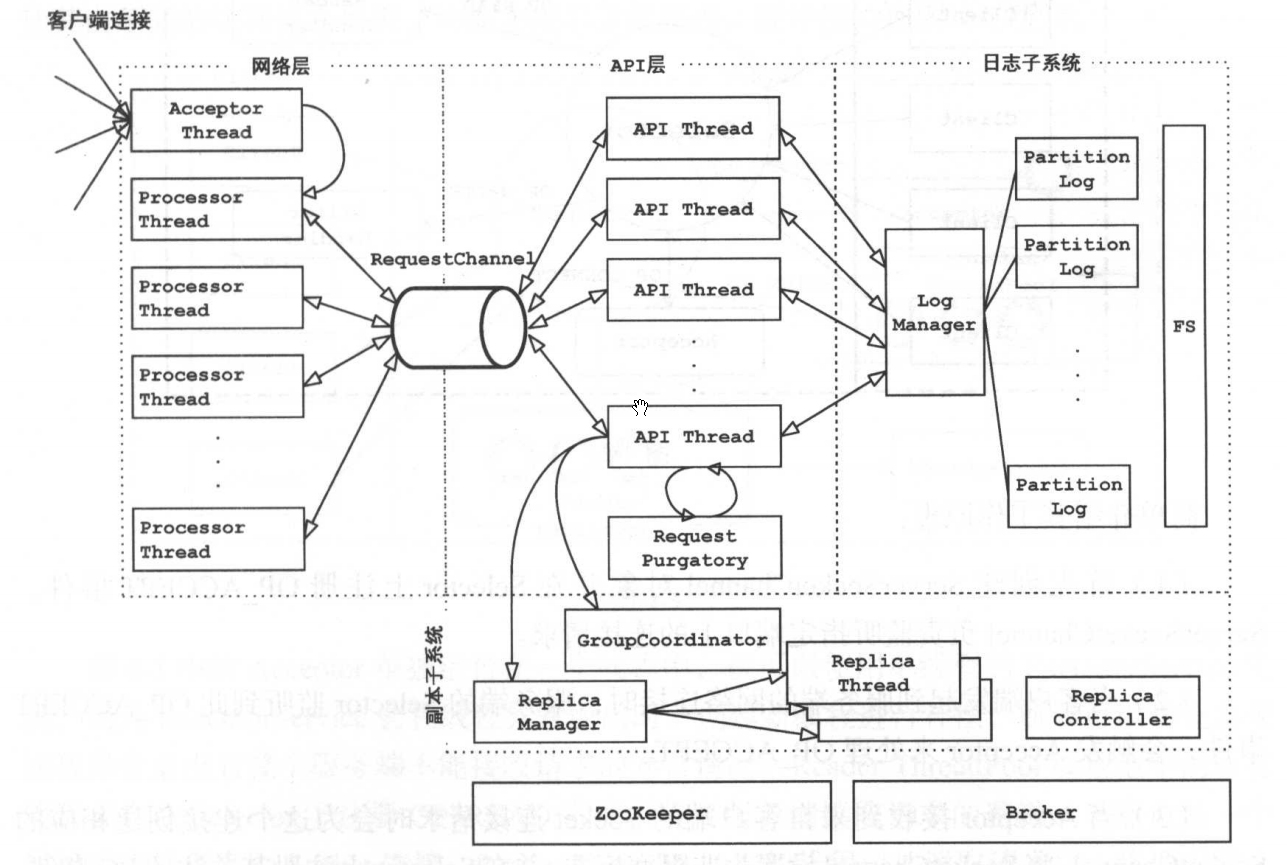 客户端连接
网络层
API层
日志子系统
Acceptor
Thread
Processor
Thread
Processor
Thread
Processor
Thread
Processor
Thread
RequestChannel
API Thread
API Thread
API Thread
API Thread
Request
Purgatory
Log
Manager
Partition
Log
Partition
Log
Partition
Log
FS
副本子系统
GroupCoordinator
Replica
Manager
Replica
Thread
Replica
Controller
ZooKeeper
Broker